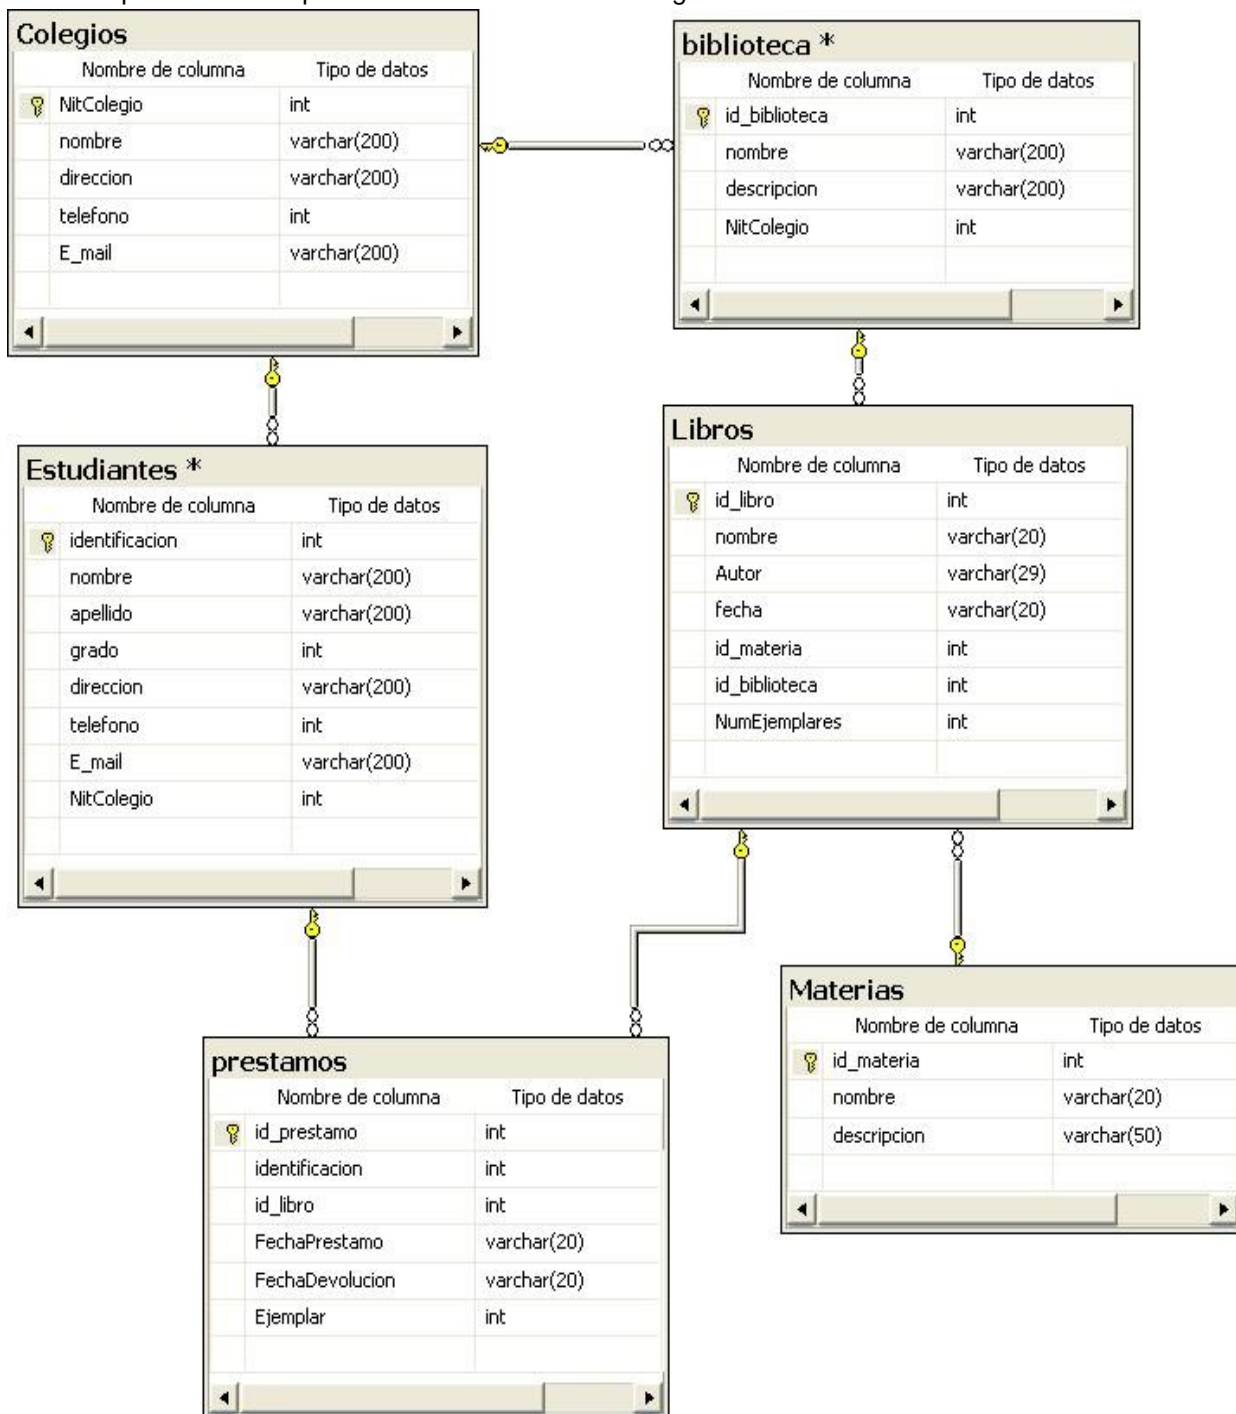 Colegios
Nombre de columna Tipo de datos
NitColegio int
nombre varchar(200)
direccion varchar(200)
telefono int
E_mail varchar(200)
biblioteca *
Nombre de columna Tipo de datos
id_biblioteca int
nombre varchar(200)
descripcion varchar(200)
NitColegio int
Estudiantes *
Nombre de columna Tipo de datos
identificacion int
nombre varchar(200)
apellido varchar(200)
grado int
direccion varchar(200)
telefono int
E_mail varchar(200)
NitColegio int
Libros
Nombre de columna Tipo de datos
id_libro int
nombre varchar(20)
Autor varchar(29)
fecha varchar(20)
id_materia int
id_biblioteca int
NumEjemplares int
prestamos
Nombre de columna Tipo de datos
id_prestamo int
identificacion int
id_libro int
FechaPrestamo varchar(20)
FechaDevolucion varchar(20)
Ejemplar int
Materias
Nombre de columna Tipo de datos
id_materia int
nombre varchar(20)
descripcion varchar(50)